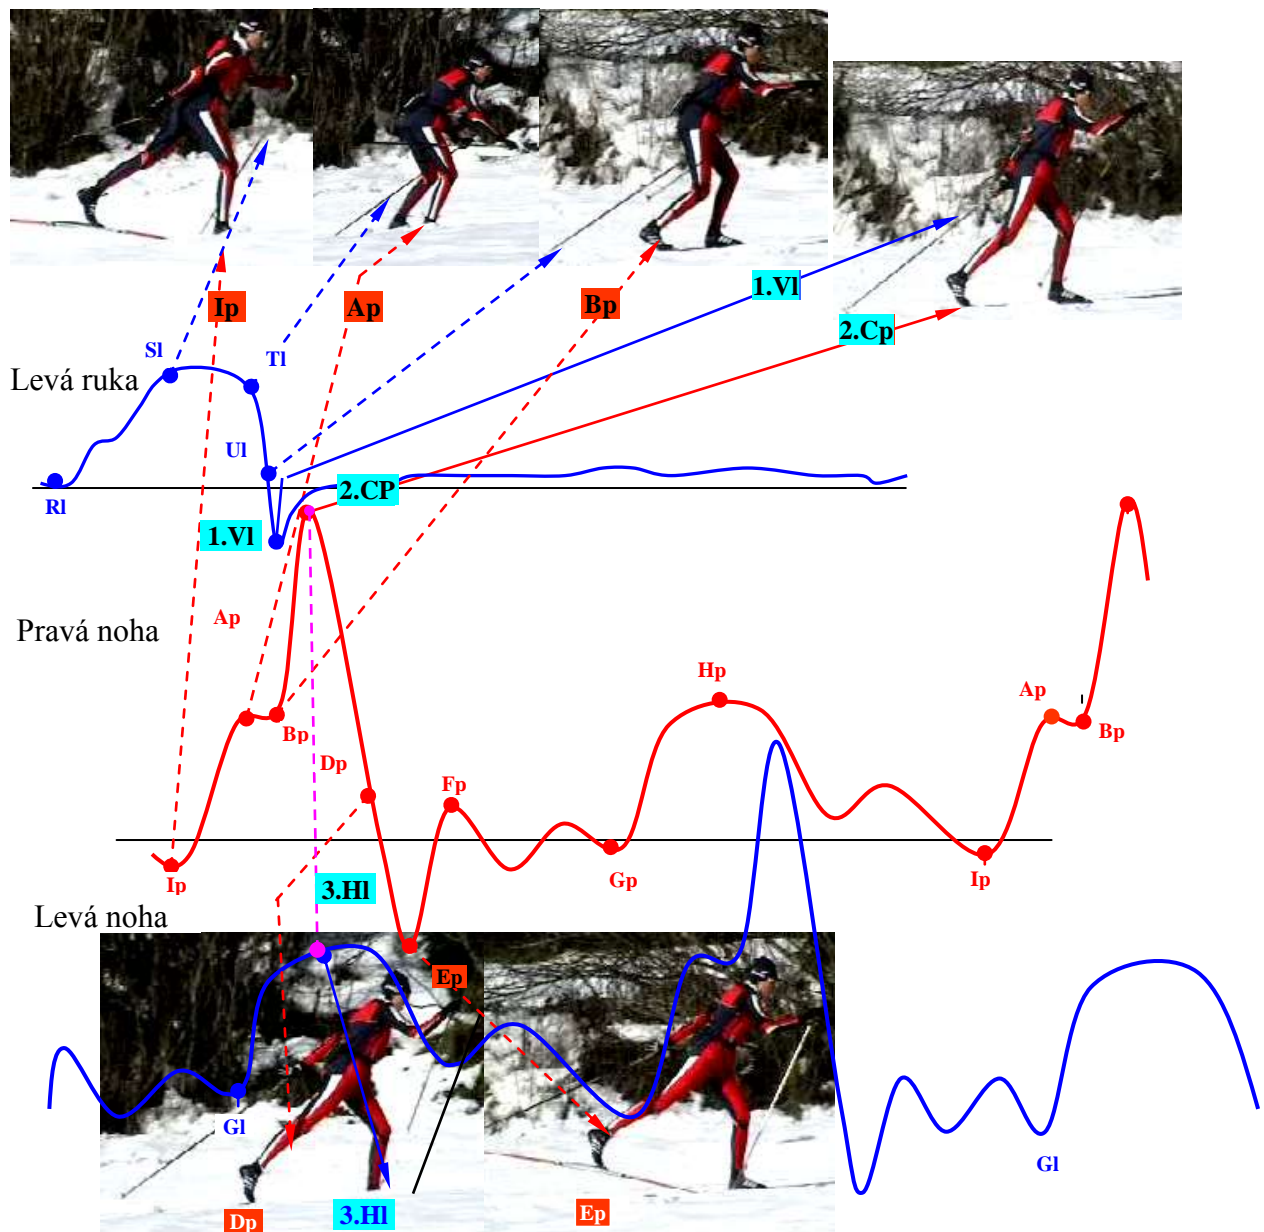 Ip
Ap
Bp
1.Vl
2.Cp
Sl
Tl
Levá ruka
Ul
2.CP
Rl
1.Vl
Ap
Pravá noha
Hp
Ap
Bp
Bp
Dp
Fp
Ip
3.Hl
Gp
Ip
Levá noha
Ep
Gl
Gl
Dp
3.Hl
Ep